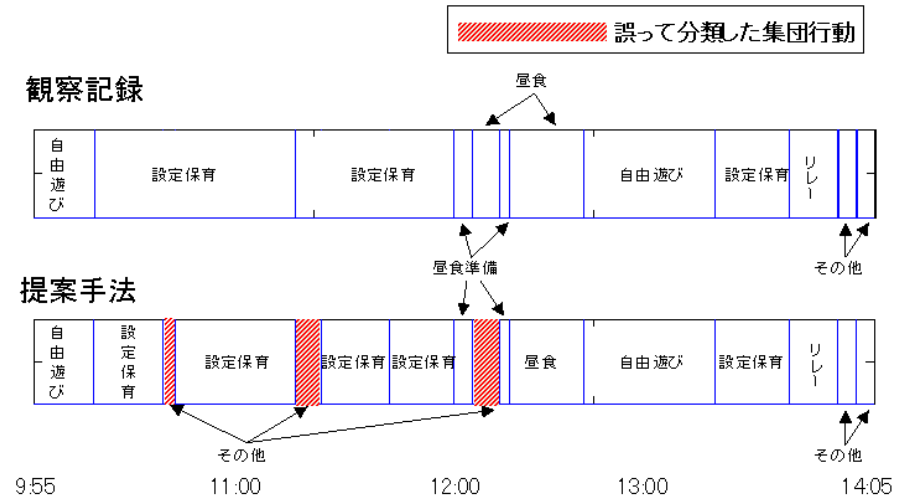 誤って分類した集団行動
観察記録
昼食
自由遊び
設定保育
設定保育
自由遊び
設定保育
リレー
昼食準備
その他
提案手法
自由遊び
設定保育
設定保育
設定保育
設定保育
昼食
自由遊び
設定保育
リレー
その他
その他
9:55
11:00
12:00
13:00
14:05